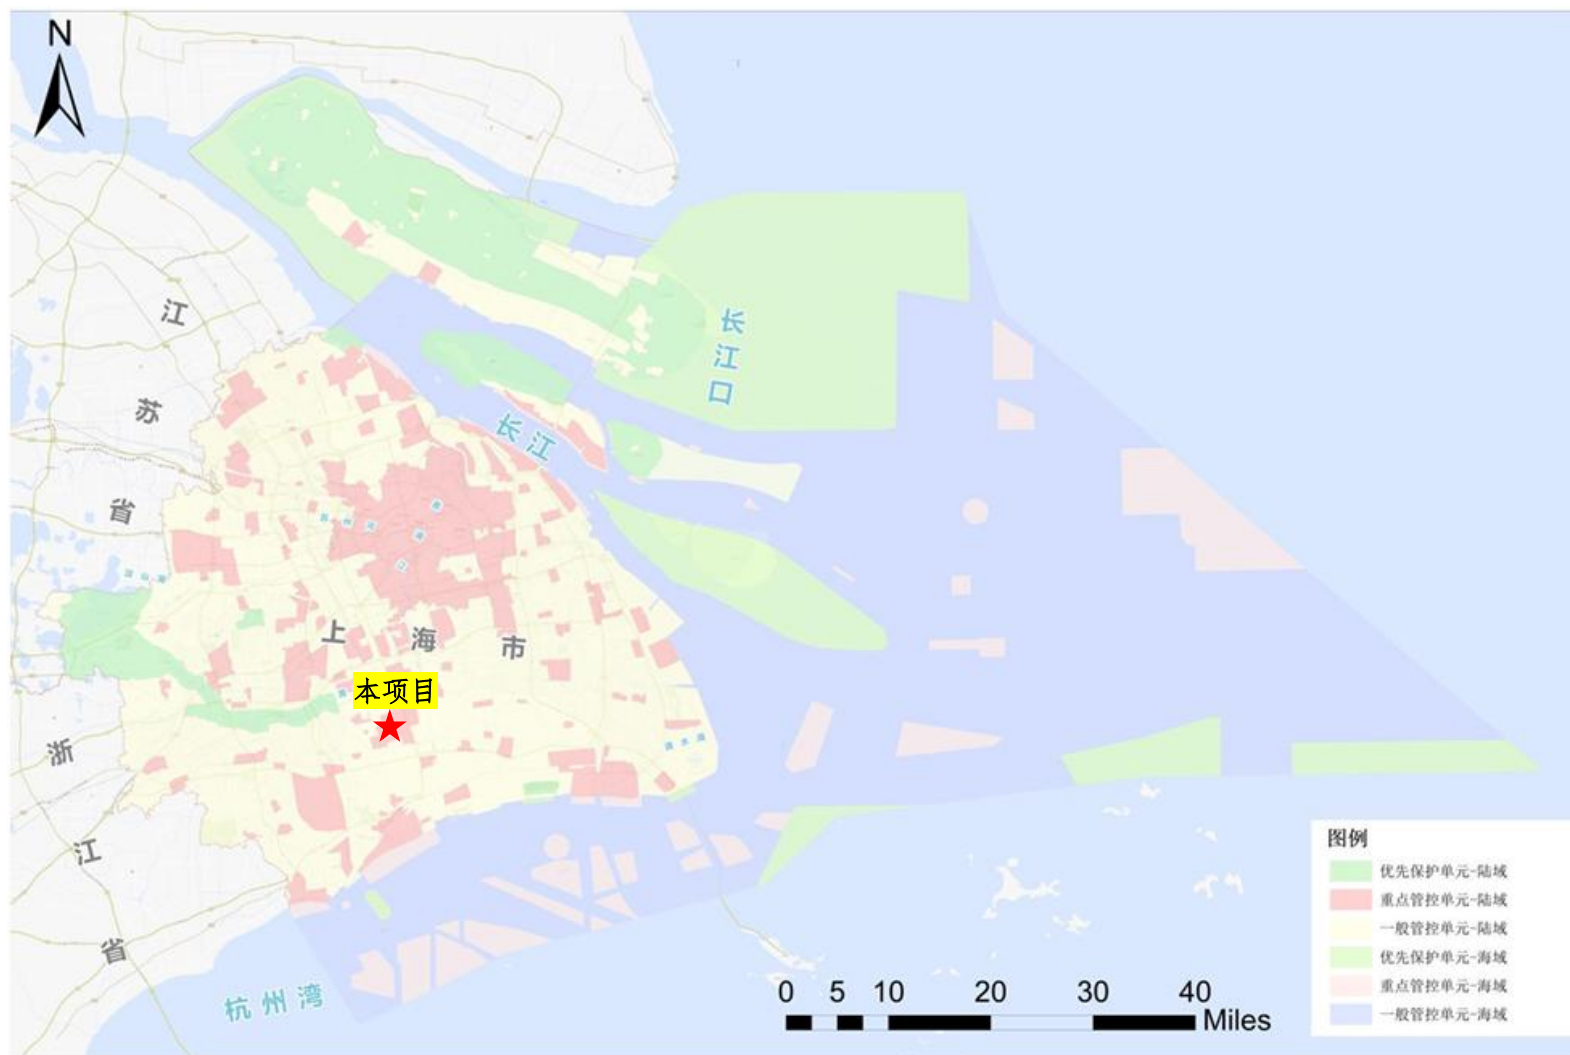 N
江
苏
省
长
江
口
长江
上海市
本项目
浙
江
省
杭州湾
图例
优先保护单元-陆域
重点管控单元-陆域
一般管控单元-陆域
优先保护单元-海域
重点管控单元-海域
一般管控单元-海域
0 5 10 20 30 40
Miles